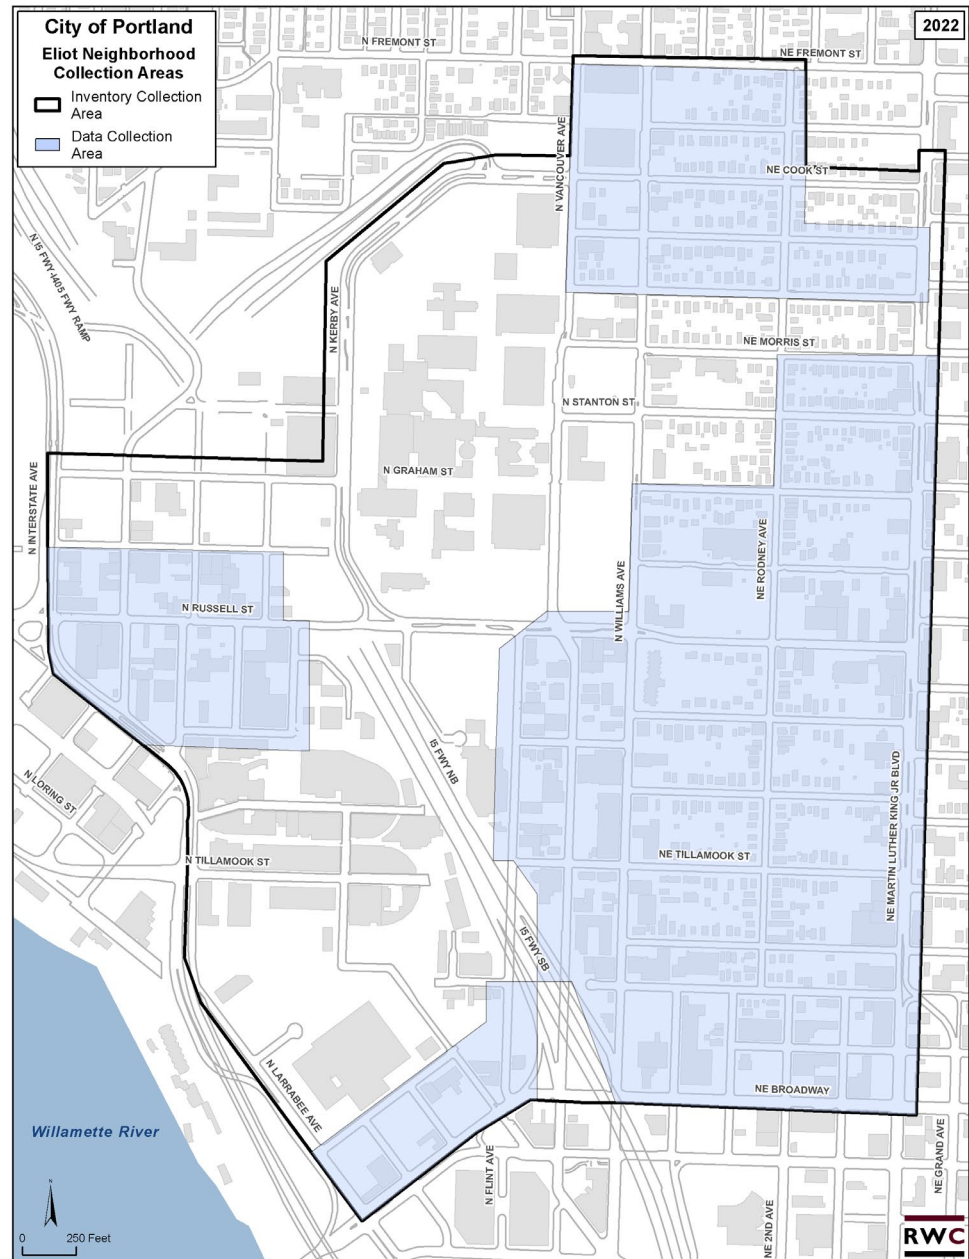 City of Portland
Eliot Neighborhood
Collection Areas
Inventory Collection
Area
Data Collection
Area
2022
N FREMONT ST
NE FREMONT ST
N VANCOUVER AVE
NE COOK ST
N I5 FWY-I405 FWY RAMP
N KERBY AVE
NE MORRIS ST
N STANTON ST
N GRAHAM ST
N INTERSTATE AVE
NE RODNEY AVE
N WILLIAMS AVE
N RUSSELL ST
I5 FWY NB
N LORING ST
NE MARTIN LUTHER KING JR BLVD
N TILLAMOOK ST
NE TILLAMOOK ST
I5 FWY SB
N LARRABEE AVE
NE BROADWAY
Willamette River
N FLINT AVE
NE GRAND AVE
NE 2ND AVE
N
0 250 Feet
RWC